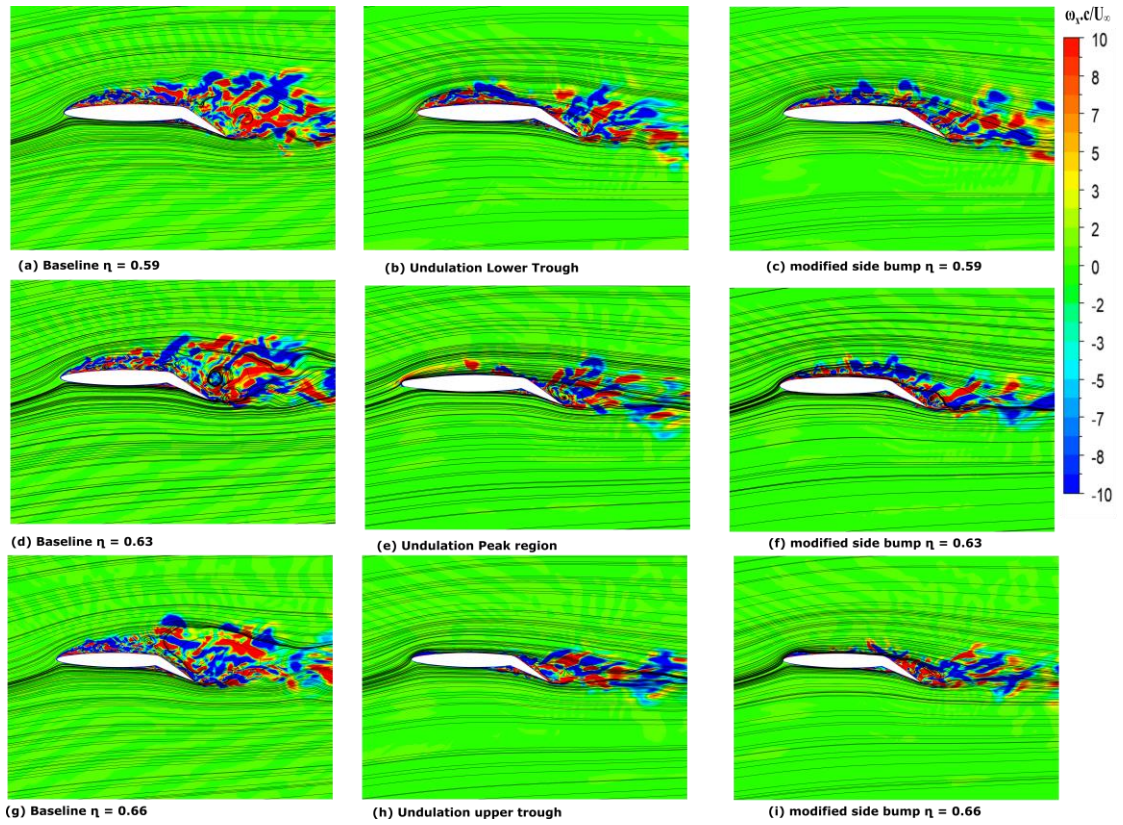 ωₓ.c/U∞
10
8
7
5
3
2
0
-2
-3
-5
-7
-8
-10
(a) Baseline ƞ = 0.59
(b) Undulation Lower Trough
(c) modified side bump ƞ = 0.59
(d) Baseline ƞ = 0.63
(e) Undulation Peak region
(f) modified side bump ƞ = 0.63
(g) Baseline ƞ = 0.66
(h) Undulation upper trough
(i) modified side bump ƞ = 0.66